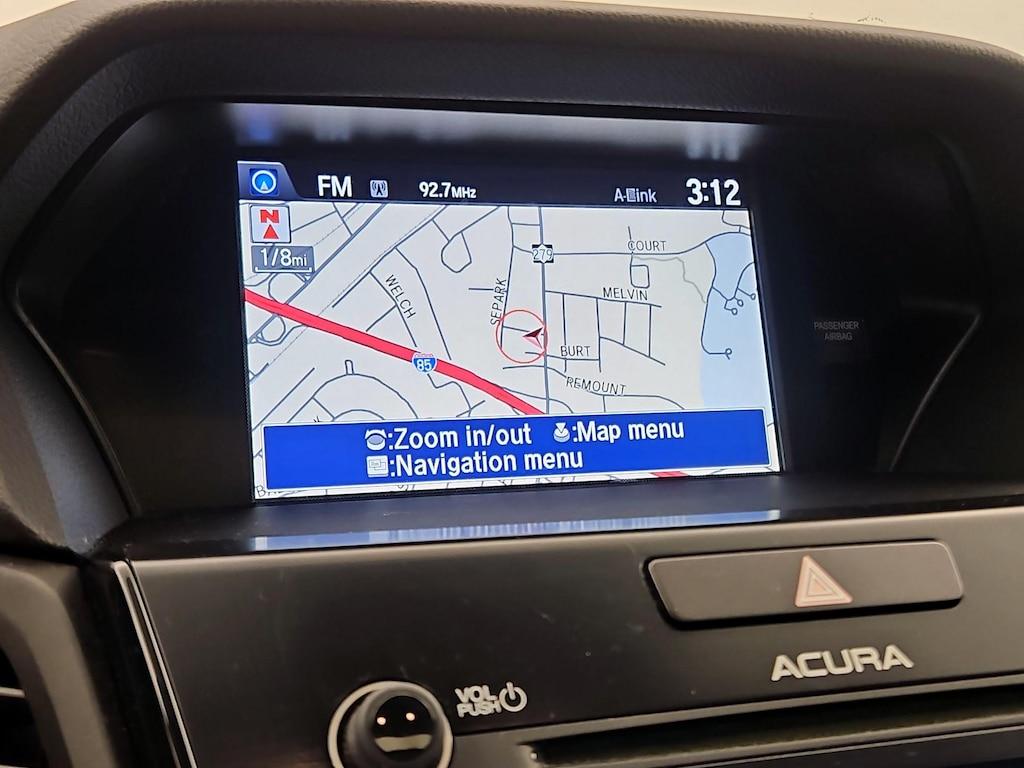 FM 92.7MHz A-Link 3:12
N
1/8mi
279
COURT
WELCH
SEPARK
MELVIN
85
BURT
REMOUNT
:Zoom in/out :Map menu
:Navigation menu
PASSENGER
AIRBAG
ACURA
VOL
PUSH